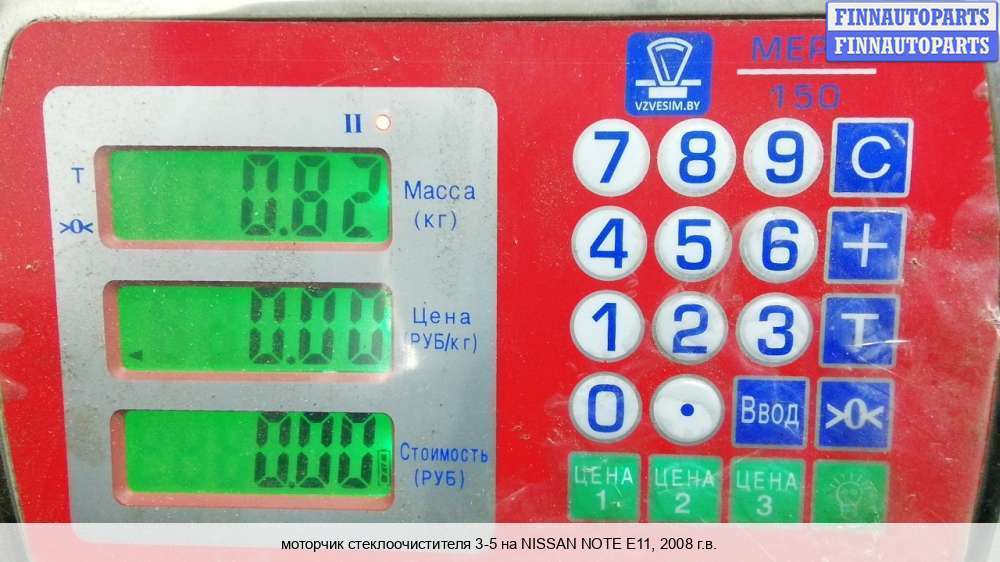 FINNAUTOPARTS
FINNAUTOPARTS
VZVESIM.BY
150
II
T
>0<
0.82
Масса
(кг)
0.00
Цена
(РУБ/кг)
0.00
Стоимость
(РУБ)
7 8 9 C
4 5 6 +
1 2 3 T
0 . Ввод >0<
ЦЕНА 1 ЦЕНА 2 ЦЕНА 3
моторчик стеклоочистителя 3-5 на NISSAN NOTE E11, 2008 г.в.